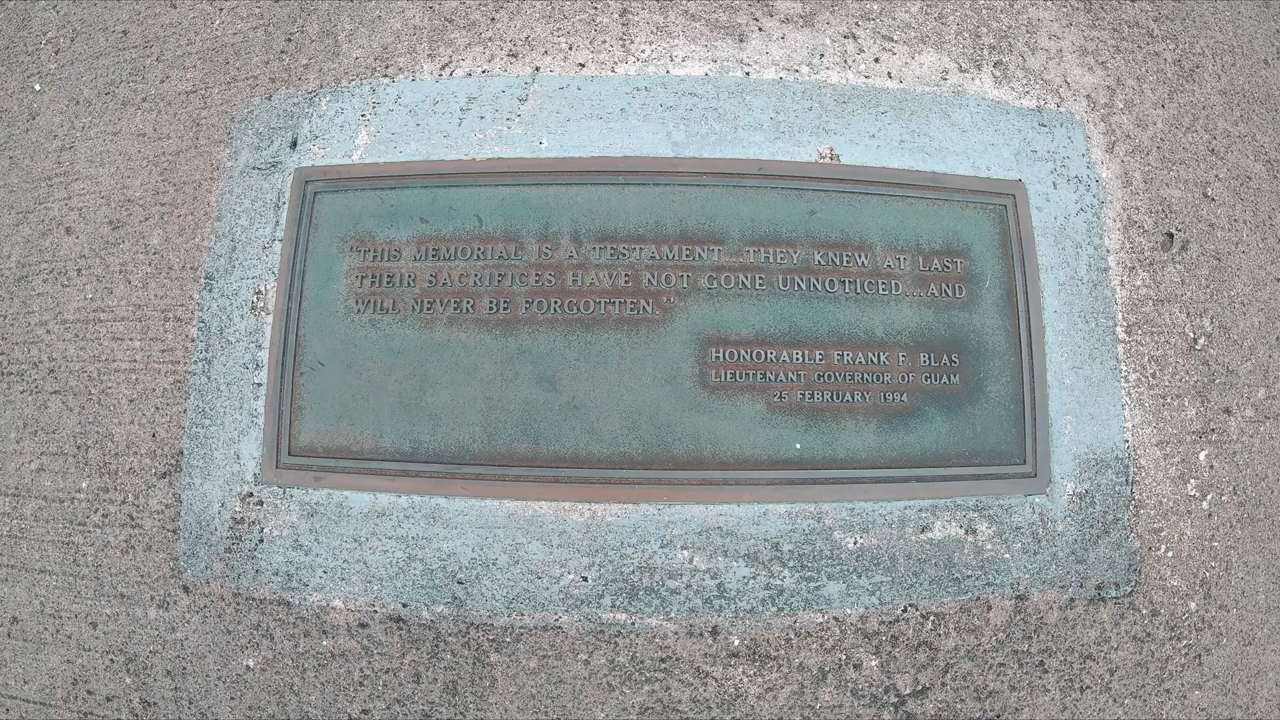 “THIS MEMORIAL IS A TESTAMENT...THEY KNEW AT LAST
THEIR SACRIFICES HAVE NOT GONE UNNOTICED...AND
WILL NEVER BE FORGOTTEN.”
HONORABLE FRANK F. BLAS
LIEUTENANT GOVERNOR OF GUAM
25 FEBRUARY 1994